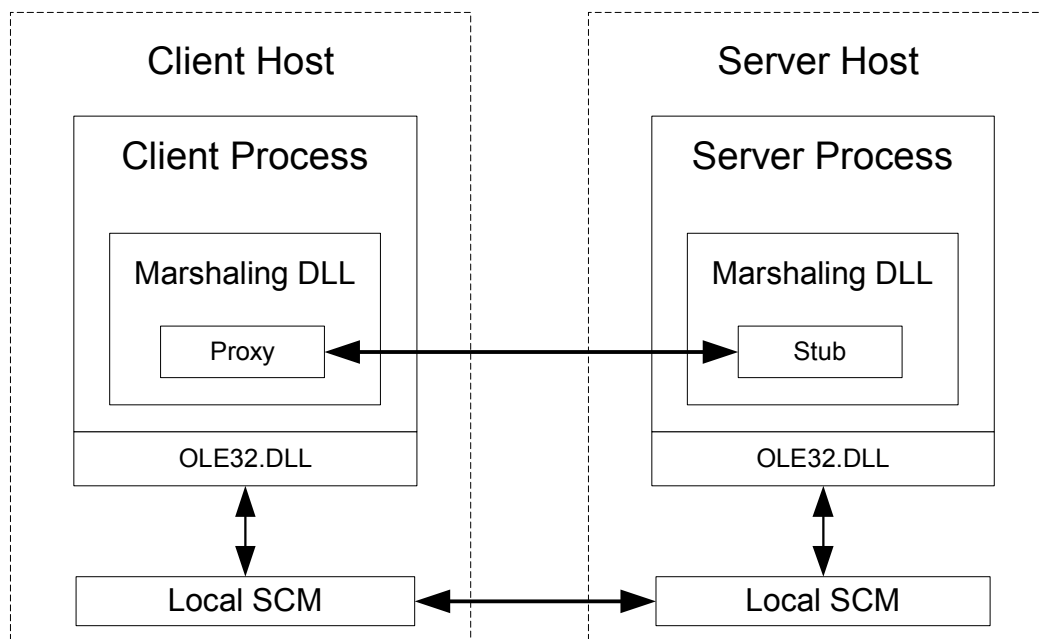 Client Host
Client Process
Marshaling DLL
Proxy
OLE32.DLL
Local SCM
Server Host
Server Process
Marshaling DLL
Stub
OLE32.DLL
Local SCM